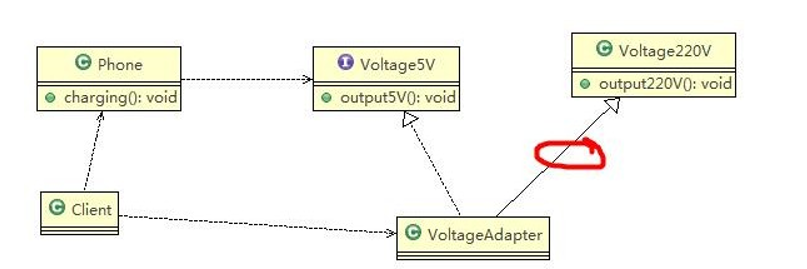 C Phone
charging(): void
I Voltage5V
output5V(): void
C Voltage220V
output220V(): void
C Client
C VoltageAdapter